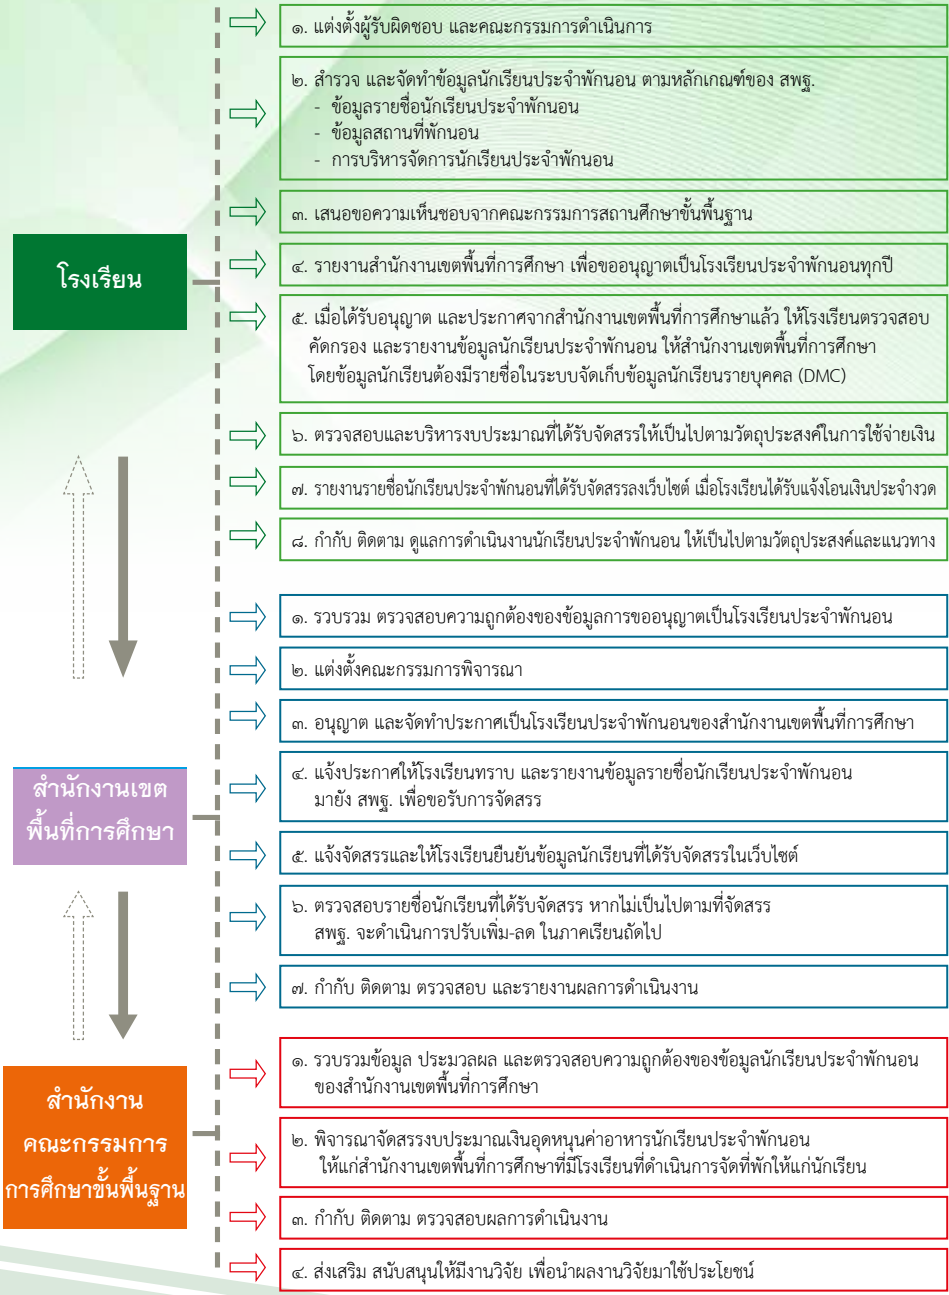 ๑. แต่งตั้งผู้รับผิดชอบ และคณะกรรมการดำเนินการ
๒. สำรวจ และจัดทำข้อมูลนักเรียนประจำพักนอน ตามหลักเกณฑ์ของ สพฐ.
- ข้อมูลรายชื่อนักเรียนประจำพักนอน
- ข้อมูลสถานที่พักนอน
- การบริหารจัดการนักเรียนประจำพักนอน
๓. เสนอขอความเห็นชอบจากคณะกรรมการสถานศึกษาขั้นพื้นฐาน
โรงเรียน
๔. รายงานสำนักงานเขตพื้นที่การศึกษา เพื่อขออนุญาตเป็นโรงเรียนประจำพักนอนทุกปี
๕. เมื่อได้รับอนุญาต และประกาศจากสำนักงานเขตพื้นที่การศึกษาแล้ว ให้โรงเรียนตรวจสอบ
คัดกรอง และรายงานข้อมูลนักเรียนประจำพักนอน ให้สำนักงานเขตพื้นที่การศึกษา
โดยข้อมูลนักเรียนต้องมีรายชื่อในระบบจัดเก็บข้อมูลนักเรียนรายบุคคล (DMC)
๖. ตรวจสอบและบริหารงบประมาณที่ได้รับจัดสรรให้เป็นไปตามวัตถุประสงค์ในการใช้จ่ายเงิน
๗. รายงานรายชื่อนักเรียนประจำพักนอนที่ได้รับจัดสรรลงเว็บไซต์ เมื่อโรงเรียนได้รับแจ้งโอนเงินประจำงวด
๘. กำกับ ติดตาม ดูแลการดำเนินงานนักเรียนประจำพักนอน ให้เป็นไปตามวัตถุประสงค์และแนวทาง
๑. รวบรวม ตรวจสอบความถูกต้องของข้อมูลการขออนุญาตเป็นโรงเรียนประจำพักนอน
๒. แต่งตั้งคณะกรรมการพิจารณา
๓. อนุญาต และจัดทำประกาศเป็นโรงเรียนประจำพักนอนของสำนักงานเขตพื้นที่การศึกษา
สำนักงานเขต
พื้นที่การศึกษา
๔. แจ้งประกาศให้โรงเรียนทราบ และรายงานข้อมูลรายชื่อนักเรียนประจำพักนอน
มายัง สพฐ. เพื่อขอรับการจัดสรร
๕. แจ้งจัดสรรและให้โรงเรียนยืนยันข้อมูลนักเรียนที่ได้รับจัดสรรในเว็บไซต์
๖. ตรวจสอบรายชื่อนักเรียนที่ได้รับจัดสรร หากไม่เป็นไปตามที่จัดสรร
สพฐ. จะดำเนินการปรับเพิ่ม-ลด ในภาคเรียนถัดไป
๗. กำกับ ติดตาม ตรวจสอบ และรายงานผลการดำเนินงาน
๑. รวบรวมข้อมูล ประมวลผล และตรวจสอบความถูกต้องของข้อมูลนักเรียนประจำพักนอน
ของสำนักงานเขตพื้นที่การศึกษา
สำนักงาน
คณะกรรมการ
การศึกษาขั้นพื้นฐาน
๒. พิจารณาจัดสรรงบประมาณเงินอุดหนุนค่าอาหารนักเรียนประจำพักนอน
ให้แก่สำนักงานเขตพื้นที่การศึกษาที่มีโรงเรียนที่ดำเนินการจัดที่พักให้แก่นักเรียน
๓. กำกับ ติดตาม ตรวจสอบผลการดำเนินงาน
๔. ส่งเสริม สนับสนุนให้มีงานวิจัย เพื่อนำผลงานวิจัยมาใช้ประโยชน์